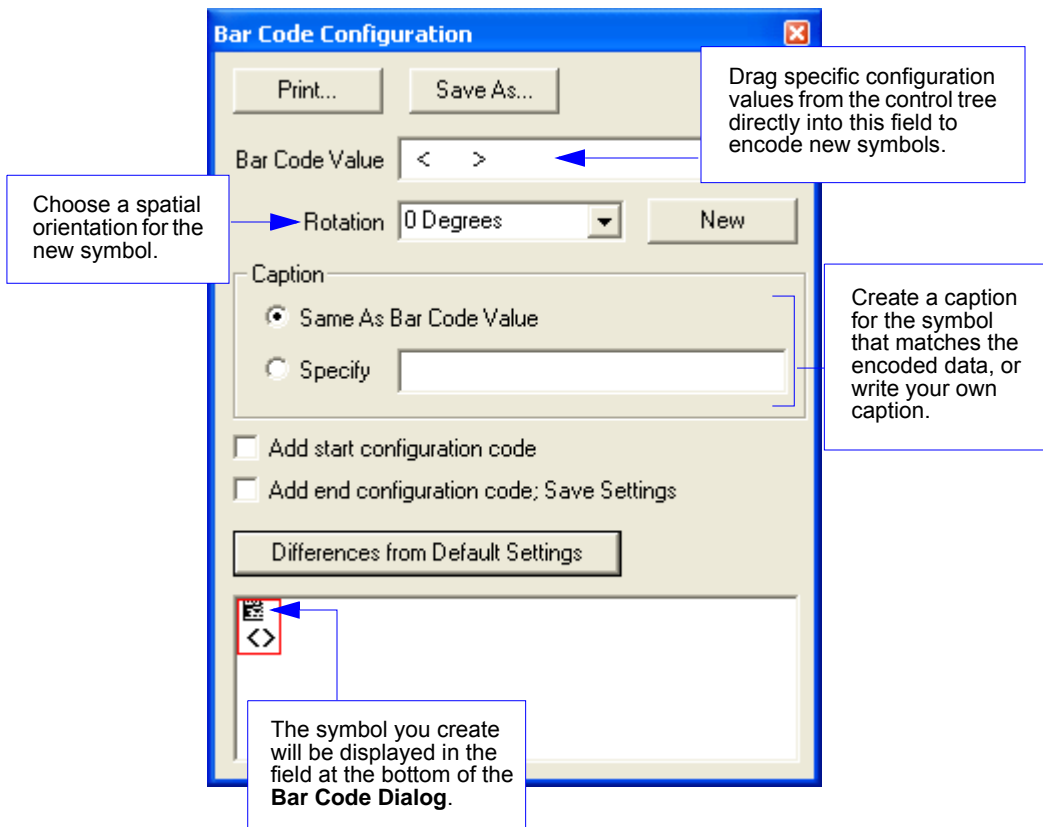 Bar Code Configuration
Print...
Save As...
Drag specific configuration
values from the control tree
directly into this field to
encode new symbols.
Bar Code Value
< >
Choose a spatial
orientation for the
new symbol.
Rotation
0 Degrees
New
Caption
Same As Bar Code Value
Specify
Create a caption
for the symbol
that matches the
encoded data, or
write your own
caption.
Add start configuration code
Add end configuration code; Save Settings
Differences from Default Settings
<>
The symbol you create
will be displayed in the
field at the bottom of the
Bar Code Dialog.